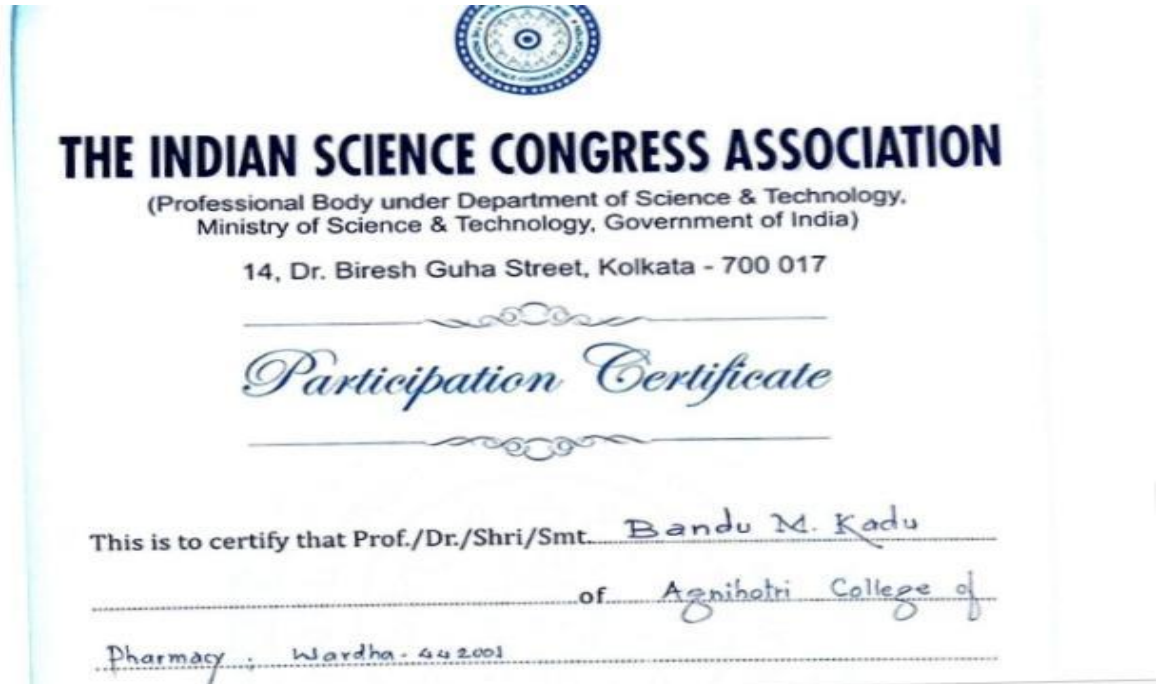 THE INDIAN SCIENCE CONGRESS ASSOCIATION
(Professional Body under Department of Science & Technology,
Ministry of Science & Technology, Government of India)
14, Dr. Biresh Guha Street, Kolkata - 700 017
Participation Certificate
This is to certify that Prof./Dr./Shri/Smt. Bandu M. Kadu
of Agnihotri College of
Pharmacy, Wardha-442001